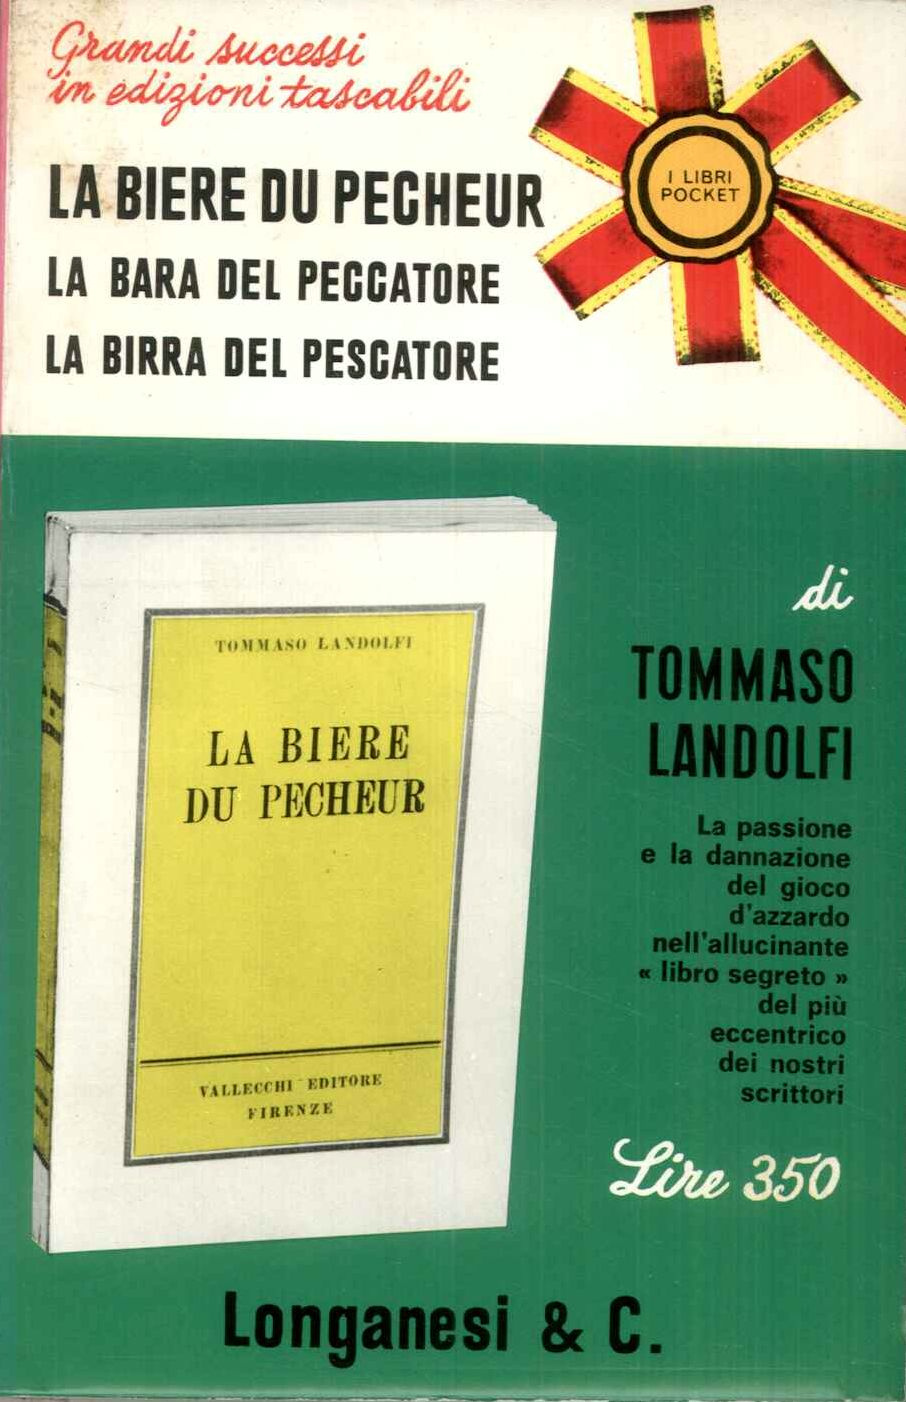 Grandi successi
in edizioni tascabili
LA BIERE DU PECHEUR
LA BARA DEL PECCATORE
LA BIRRA DEL PESCATORE
I LIBRI
POCKET
TOMMASO LANDOLFI
LA BIERE
DU PECHEUR
VALLECCHI EDITORE
FIRENZE
di
TOMMASO
LANDOLFI
La passione
e la dannazione
del gioco
d'azzardo
nell'allucinante
« libro segreto »
del più
eccentrico
dei nostri
scrittori
Lire 350
Longanesi & C.